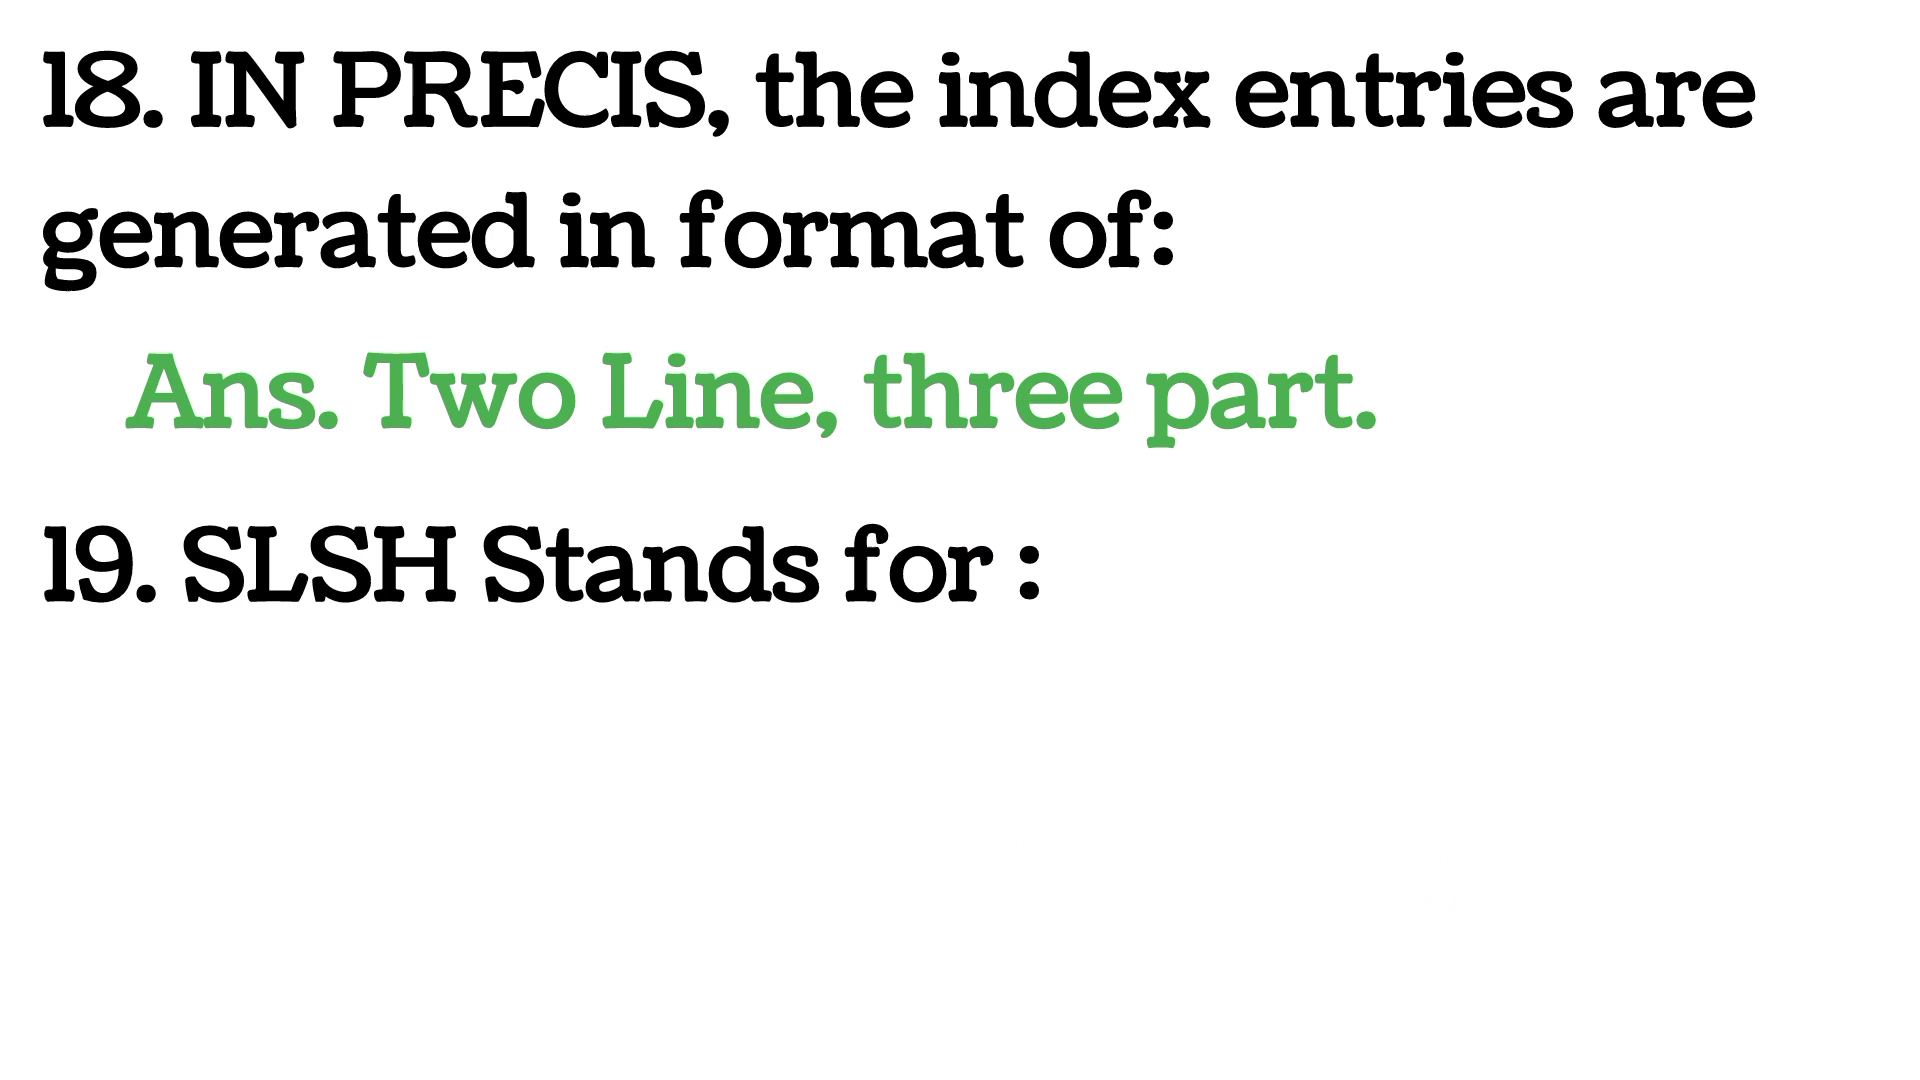 18. IN PRECIS, the index entries are
generated in format of:
Ans. Two Line, three part.
19. SLSH Stands for :